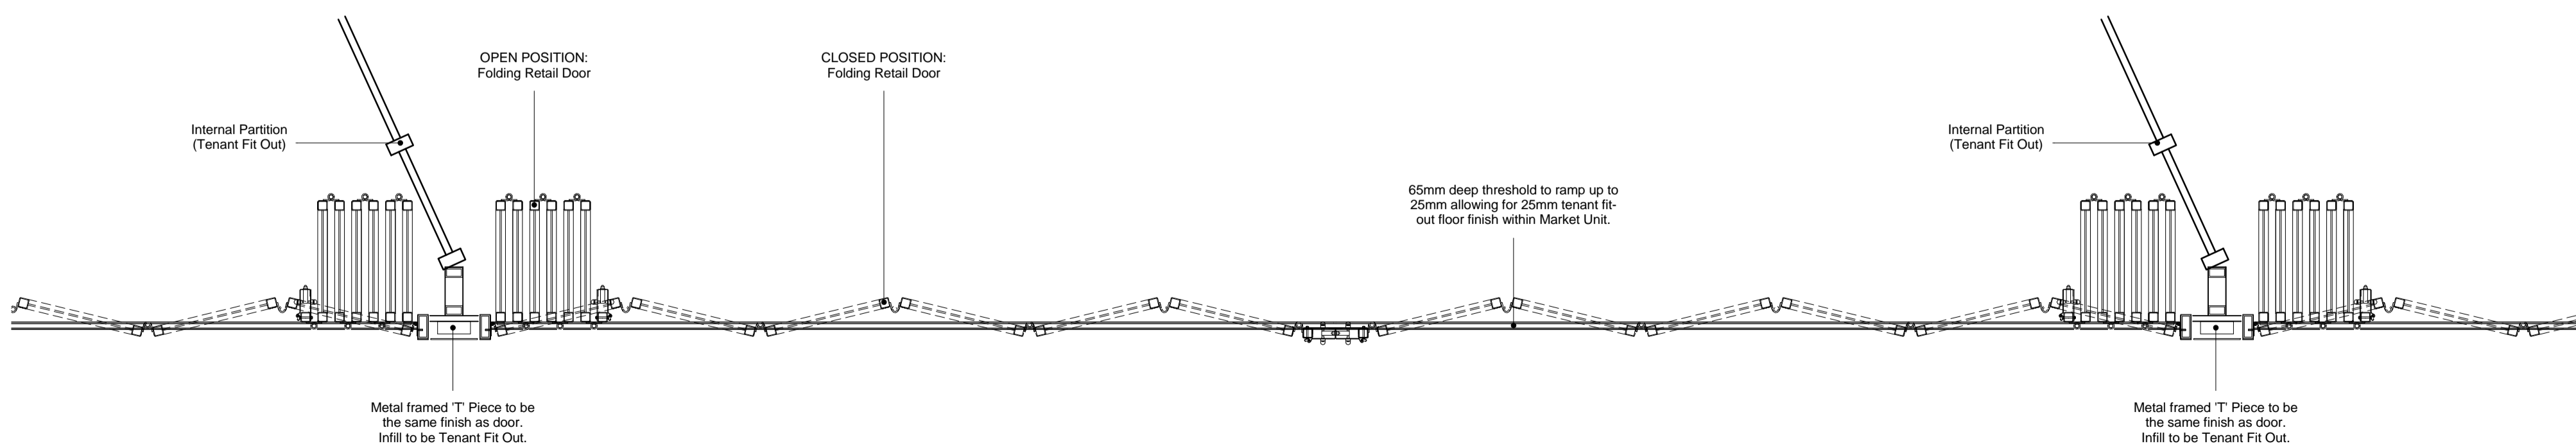 OPEN POSITION:
Folding Retail Door
CLOSED POSITION:
Folding Retail Door
Internal Partition
(Tenant Fit Out)
Internal Partition
(Tenant Fit Out)
65mm deep threshold to ramp up to
25mm allowing for 25mm tenant fit-
out floor finish within Market Unit.
Metal framed 'T' Piece to be
the same finish as door.
Infill to be Tenant Fit Out.
Metal framed 'T' Piece to be
the same finish as door.
Infill to be Tenant Fit Out.